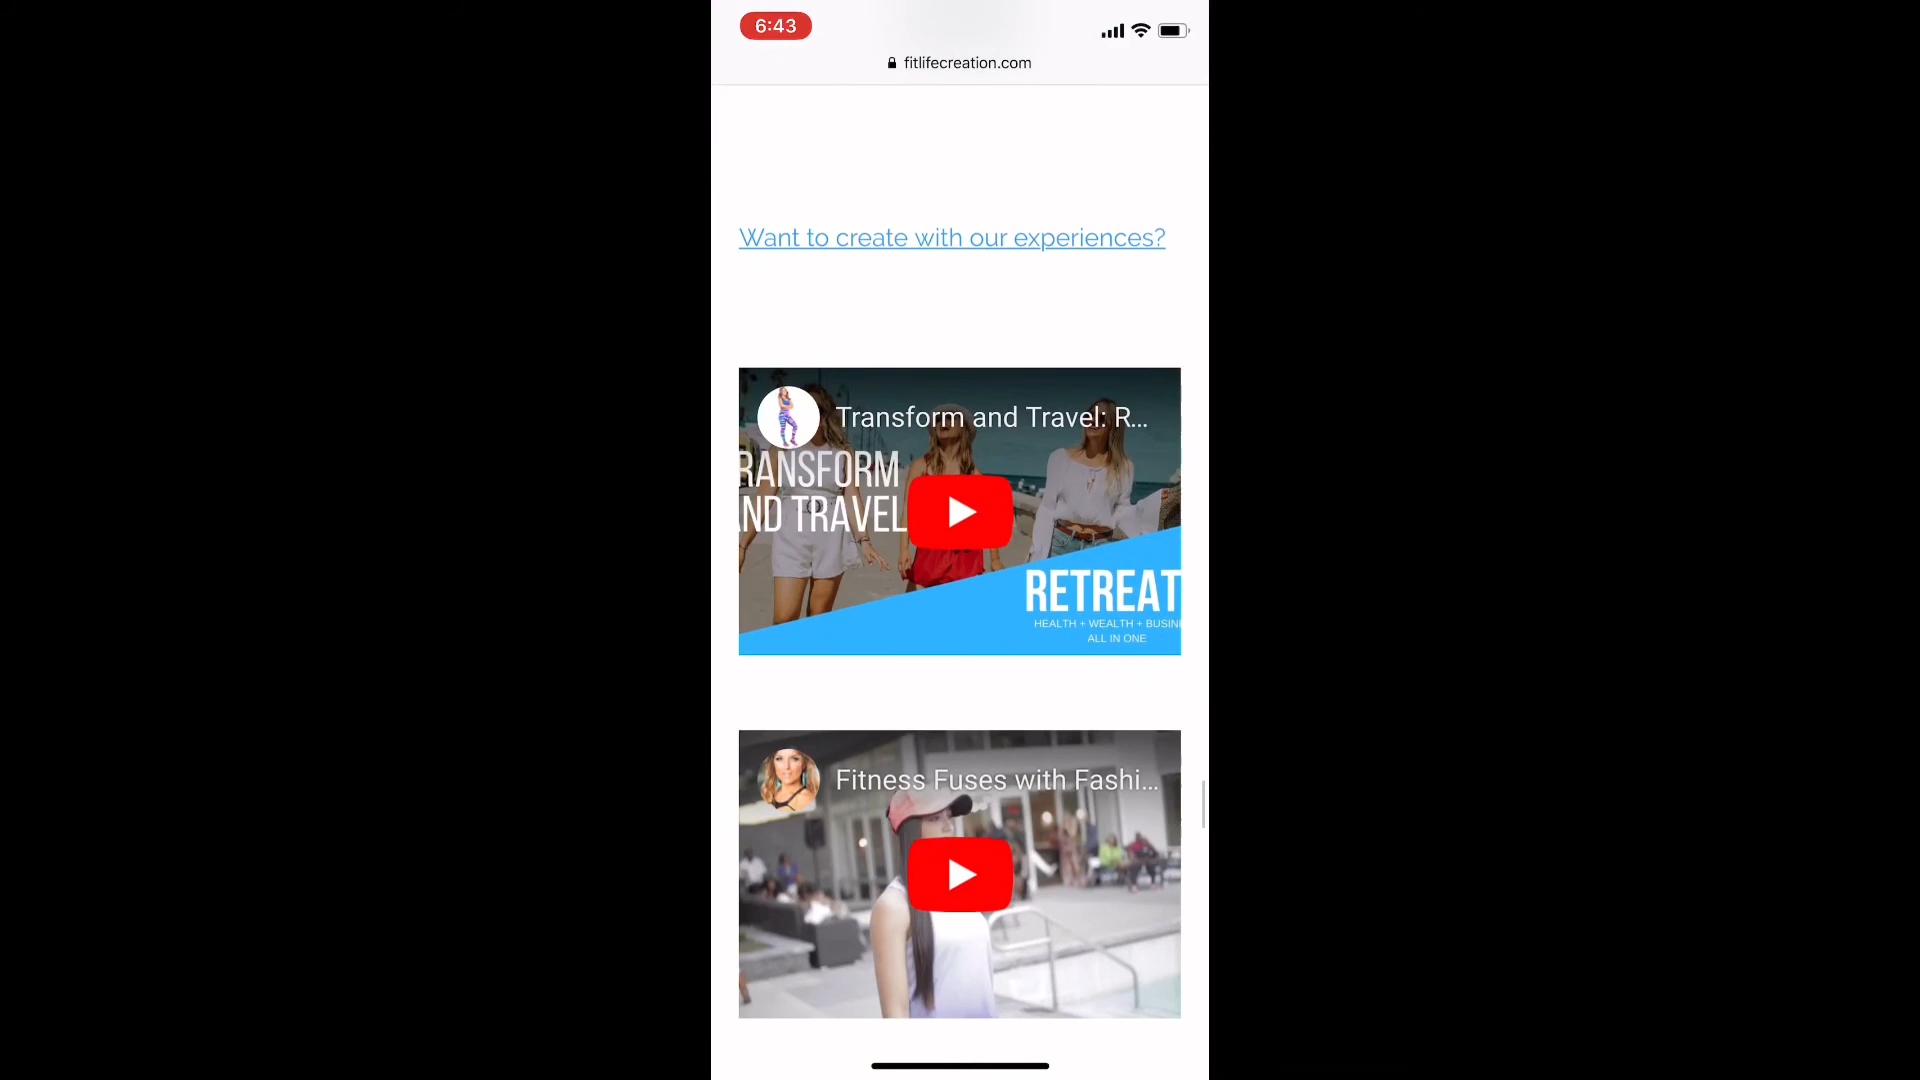 6:43
fitlifecreation.com
Want to create with our experiences?
Transform and Travel: R...
RANSFORM
ND TRAVEL
RETREAT
HEALTH + WEALTH + BUSIN
ALL IN ONE
Fitness Fuses with Fashi...